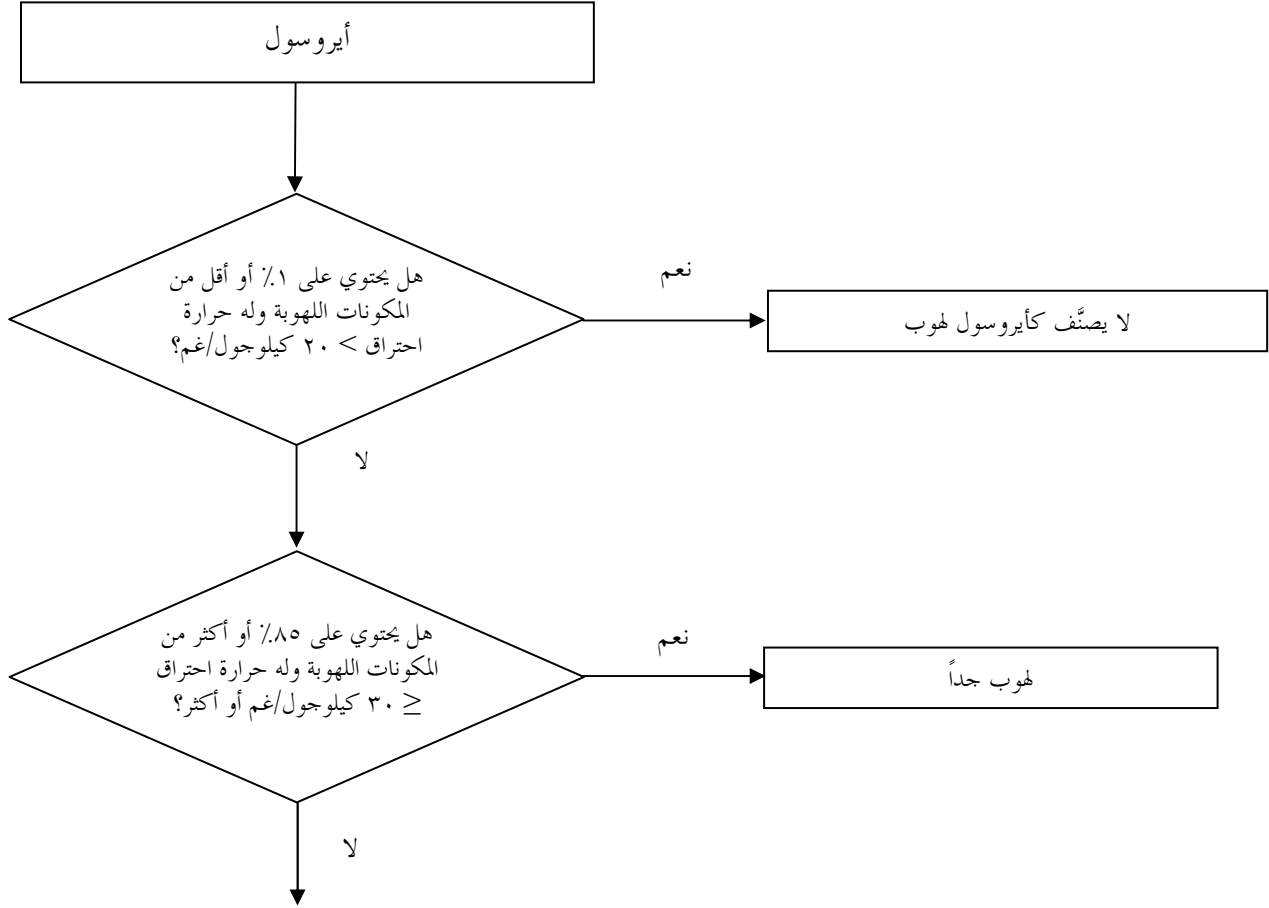 أيروسول
هل يحتوي على ١٪ أو أقل من
المكونات اللهوبة وله حرارة
احتراق > ٢٠ كيلوجول/غم؟
نعم
لا يصنَّف كأيروسول لهوب
لا
هل يحتوي على ٨٥٪ أو أكثر من
المكونات اللهوبة وله حرارة احتراق
≤ ٣٠ كيلوجول/غم أو أكثر؟
نعم
لهوب جداً
لا